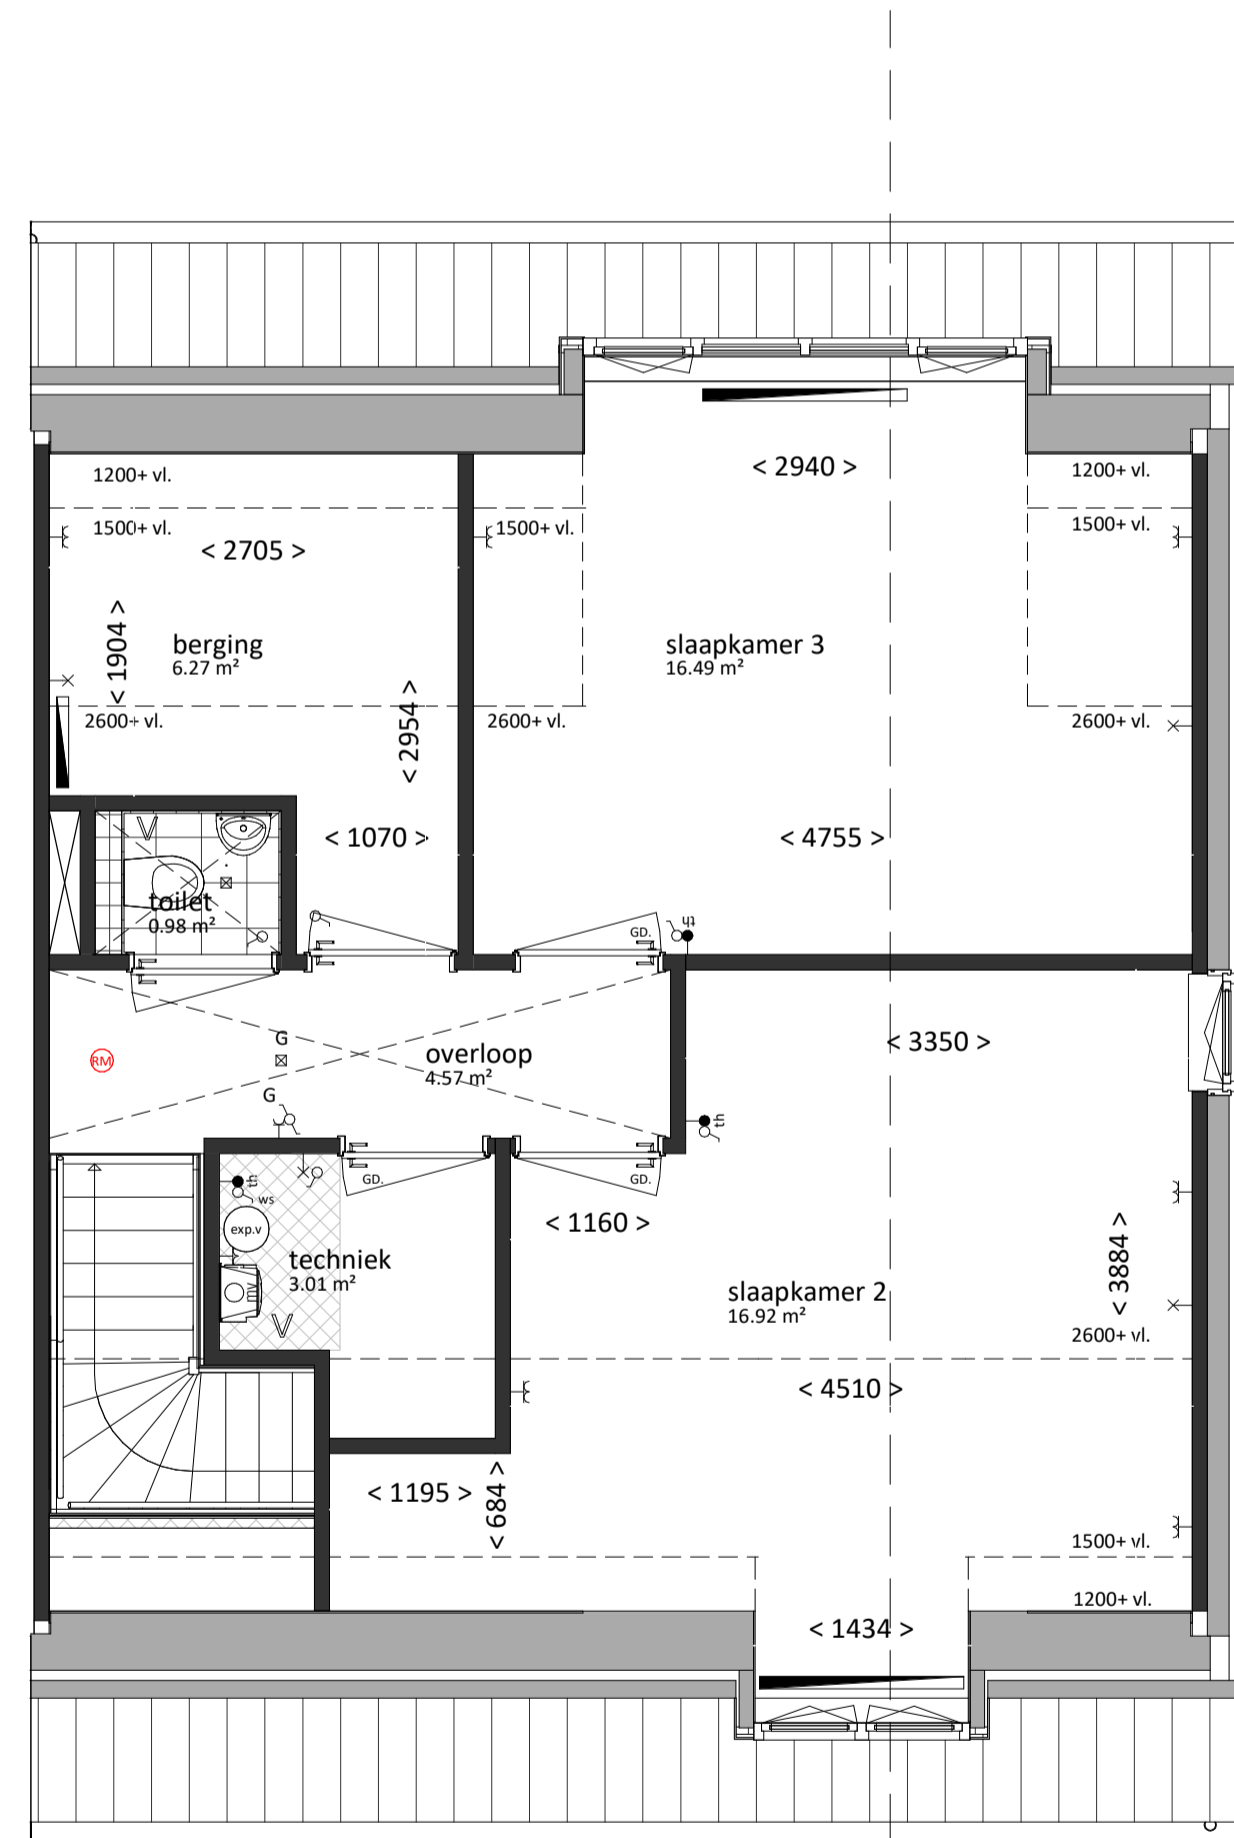 < 2940 >
1200+ vl.
1200+ vl.
1500+ vl.
1500+ vl.
1500+ vl.
< 2705 >
< 1904 >
berging
6.27 m²
slaapkamer 3
16.49 m²
2600+ vl.
2600+ vl.
2600+ vl.
< 2954 >
< 1070 >
< 4755 >
toilet
0.98 m²
GD.
th
G
RM
overloop
4.57 m²
< 3350 >
G
th
GD.
GD.
th
ws
exp.v
< 1160 >
techniek
3.01 m²
mv
slaapkamer 2
16.92 m²
< 3884 >
2600+ vl.
< 4510 >
< 1195 >
< 684 >
1500+ vl.
1200+ vl.
< 1434 >